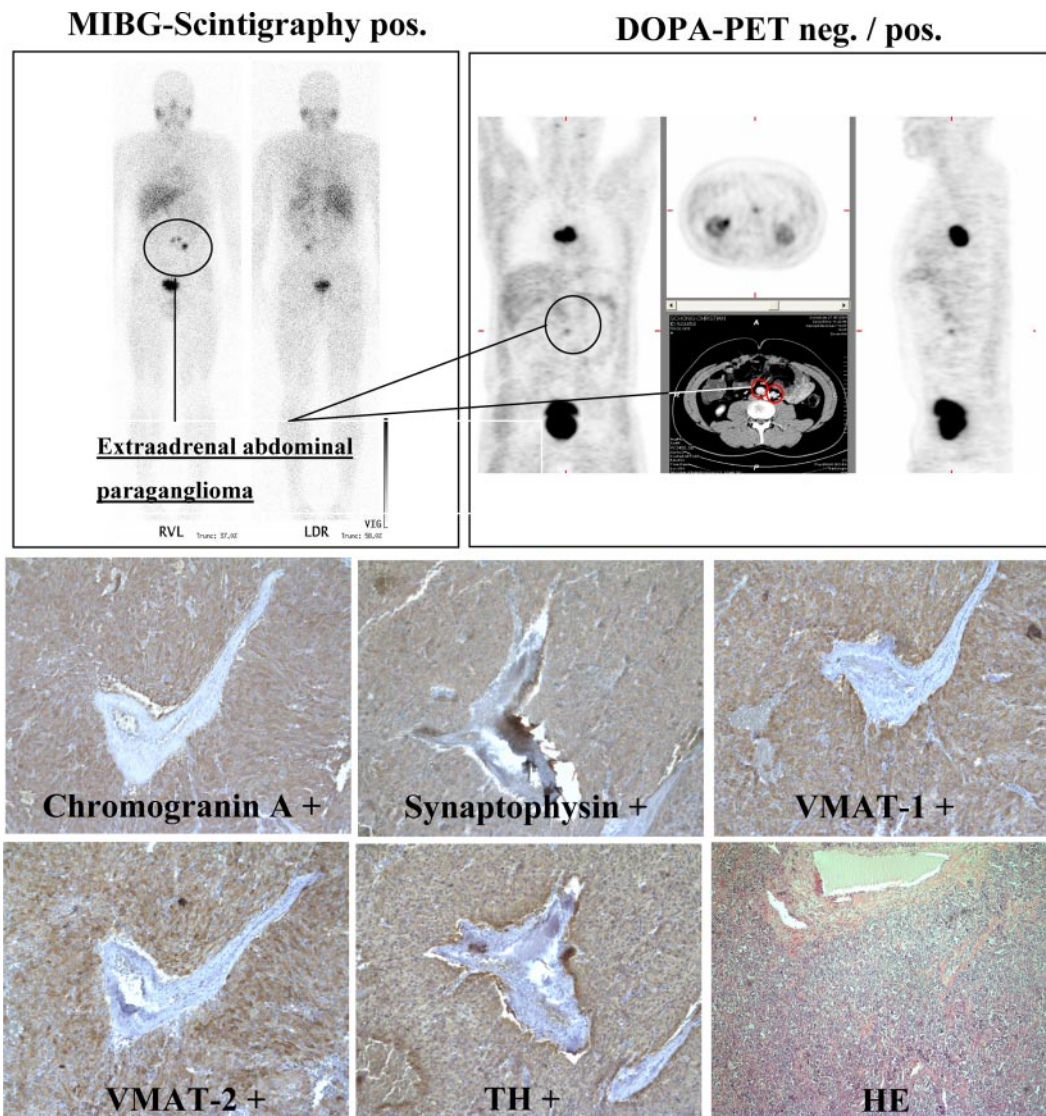 MIBG-Scintigraphy pos.
DOPA-PET neg. / pos.
Extraadrenal abdominal
paraganglioma
RVL
LDR
VIG
A
P
Chromogranin A +
Synaptophysin +
VMAT-1 +
VMAT-2 +
TH +
HE